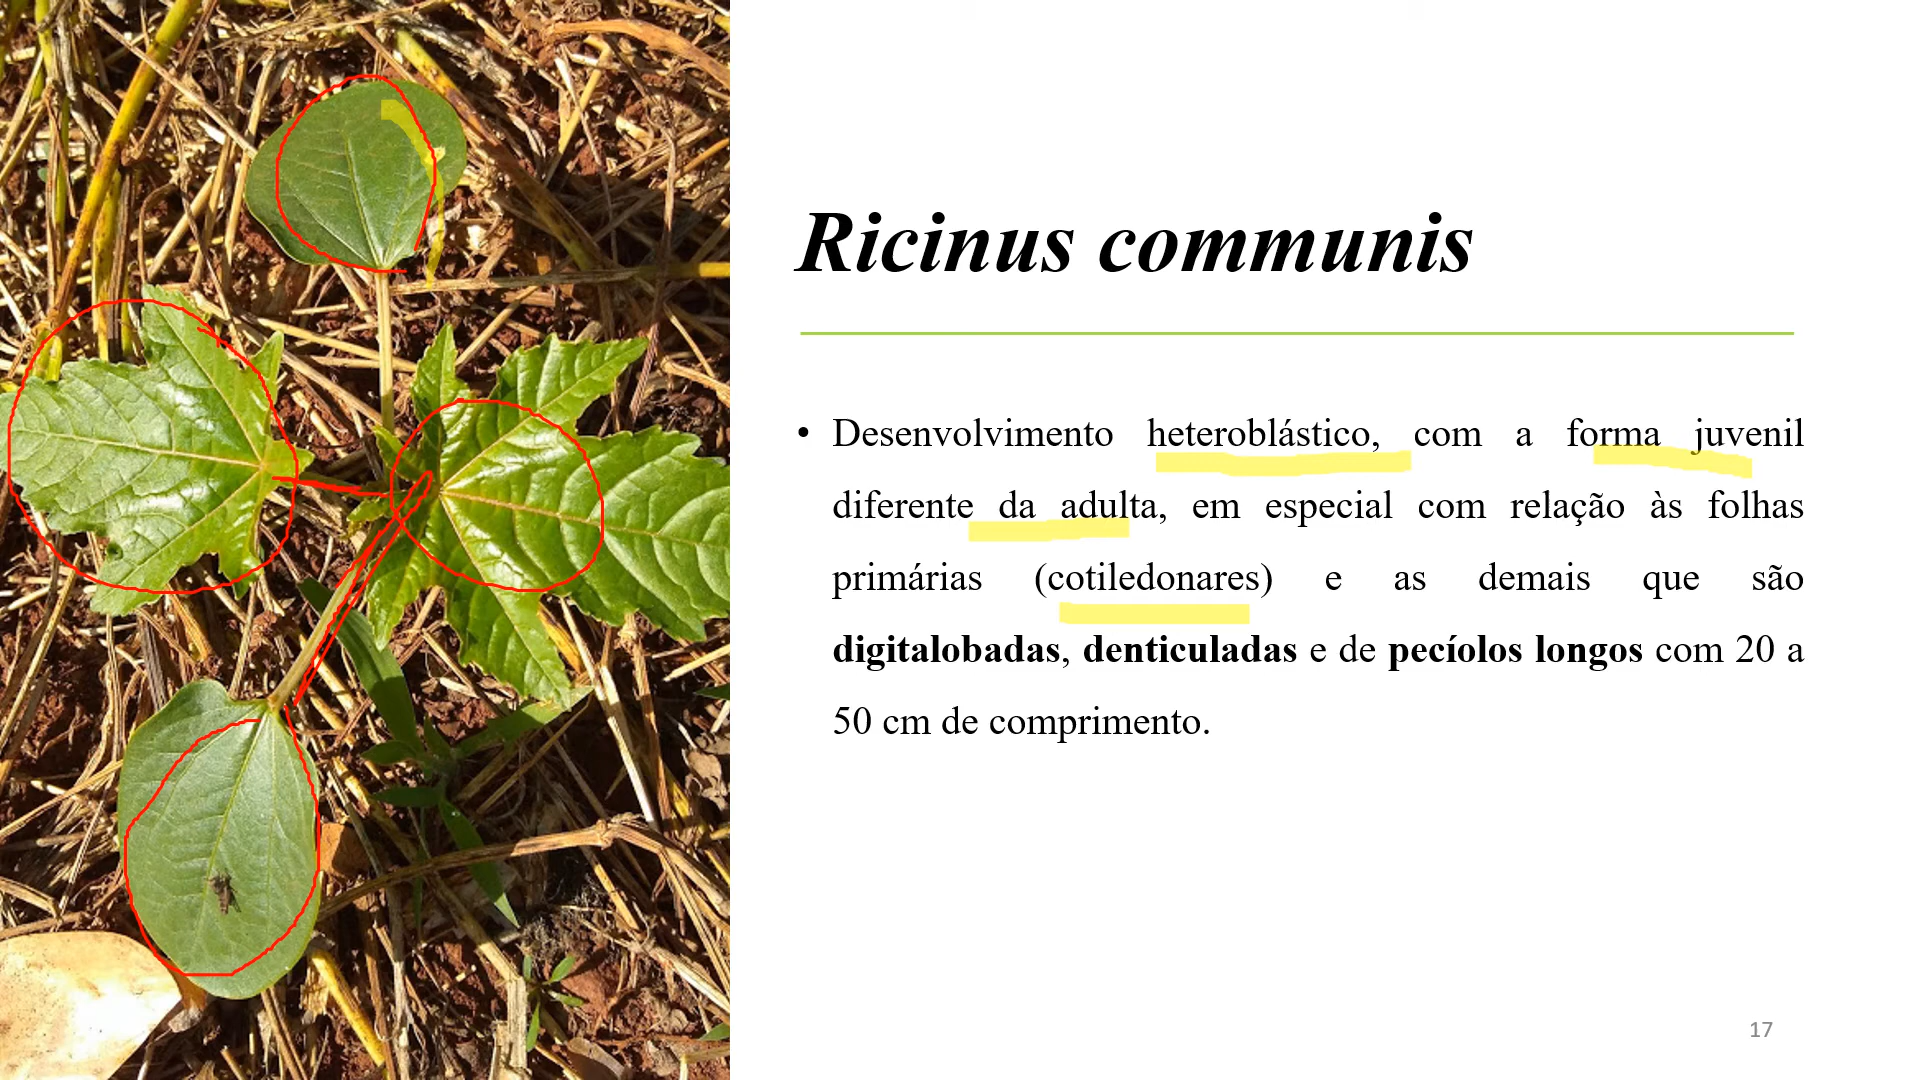 Ricinus communis
• Desenvolvimento heteroblástico, com a forma juvenil
diferente da adulta, em especial com relação às folhas
primárias (cotiledonares) e as demais que são
digitalobadas, denticuladas e de pecíolos longos com 20 a
50 cm de comprimento.
17